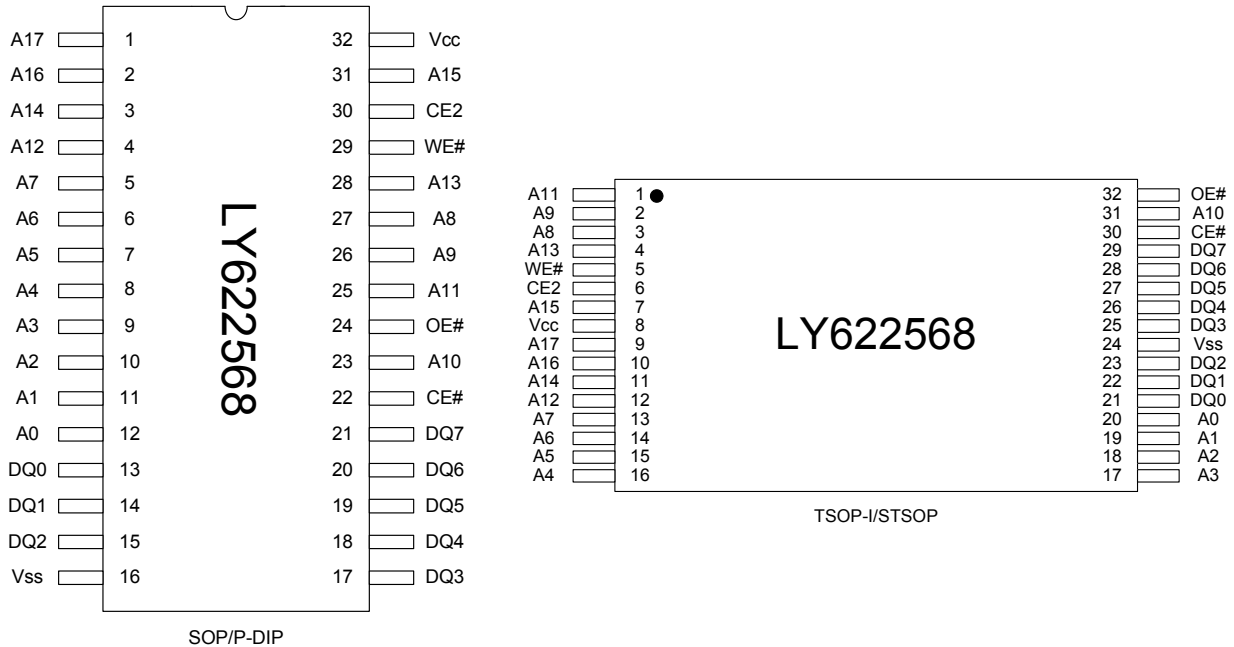 A17 1 32 Vcc
A16 2 31 A15
A14 3 30 CE2
A12 4 29 WE#
A7 5 28 A13
A6 6 27 A8
A5 7 26 A9
A4 8 25 A11
A3 9 24 OE#
A2 10 23 A10
A1 11 22 CE#
A0 12 21 DQ7
DQ0 13 20 DQ6
DQ1 14 19 DQ5
DQ2 15 18 DQ4
Vss 16 17 DQ3
LY622568
SOP/P-DIP
A11 1 32 OE#
A9 2 31 A10
A8 3 30 CE#
A13 4 29 DQ7
WE# 5 28 DQ6
CE2 6 27 DQ5
A15 7 26 DQ4
Vcc 8 25 DQ3
A17 9 24 Vss
A16 10 23 DQ2
A14 11 22 DQ1
A12 12 21 DQ0
A7 13 20 A0
A6 14 19 A1
A5 15 18 A2
A4 16 17 A3
LY622568
TSOP-I/STSOP